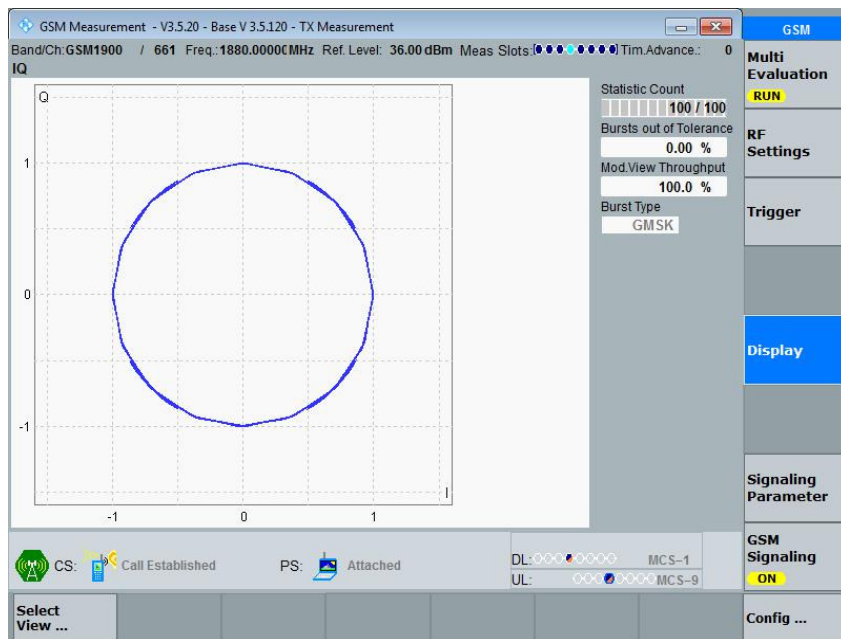 GSM Measurement - V3.5.20 - Base V 3.5.120 - TX Measurement
GSM
Band/Ch:GSM1900 / 661 Freq.:1880.0000(MHz Ref. Level: 36.00 dBm Meas Slots: Tim.Advance.: 0
IQ
Multi
Evaluation
RUN
Q
1
0
-1
I
-1 0 1
Statistic Count
100 / 100
Bursts out of Tolerance
0.00 %
Mod.View Throughput
100.0 %
Burst Type
GMSK
RF
Settings
Trigger
Display
Signaling
Parameter
GSM
Signaling
ON
CS: Call Established PS: Attached
DL: MCS-1
UL: MCS-9
Select
View ...
Config ...